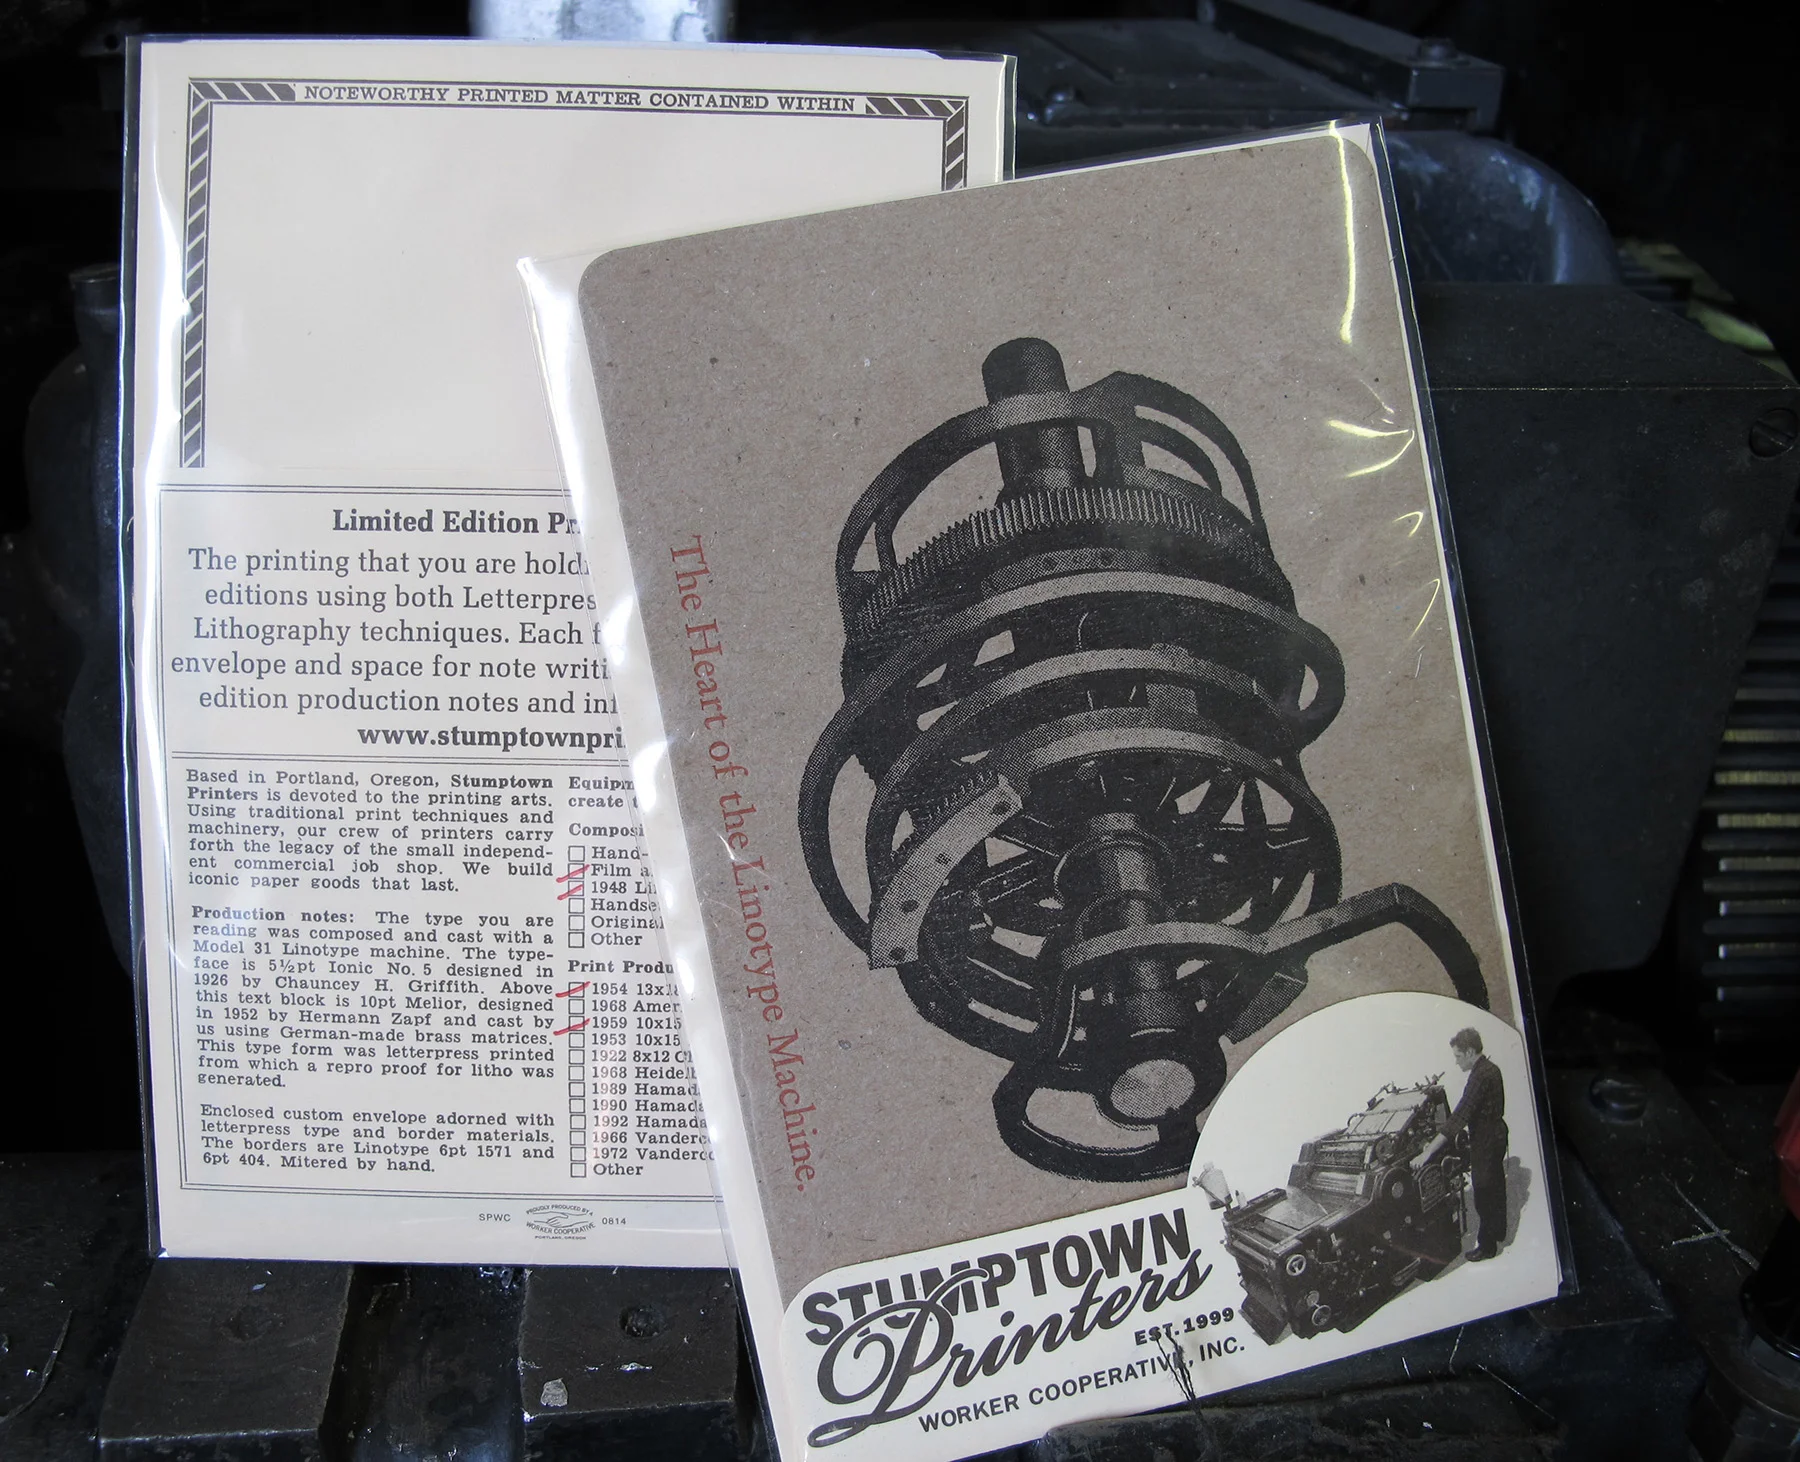 NOTEWORTHY PRINTED MATTER CONTAINED WITHIN
Limited Edition
The printing that you are
editions using both
Lithography techniques. Each
envelope and space for note
edition production notes and
www.stumptownpri
Based in Portland, Oregon, Stumptown
Printers is devoted to the printing arts.
Using traditional print techniques and
machinery, our crew of printers carry
forth the legacy of the small independ-
ent commercial job shop. We build
iconic paper goods that last.
Production notes: The type you are
reading was composed and cast with a
Model 31 Linotype machine. The type-
face is 5½pt Ionic No. 5 designed in
1926 by Chauncey H. Griffith. Above
this text block is 10pt Melior, designed
in 1952 by Hermann Zapf and cast by
us using German-made brass matrices.
This type form was letterpress printed
from which a repro proof for litho was
generated.
Enclosed custom envelope adorned with
letterpress type and border materials.
The borders are Linotype 6pt 1571 and
6pt 404. Mitered by hand.
Equipm
create
Composi
Hand-
Film
1948 Li
Handse
Original
Other
Print Produ
1954
1968 Amer
1959 10x15
1953 10x15
1922 8x12
1968 Heidel
1989 Hamad
1990 Hamada
1992 Hamada
1966 Vanderc
1972 Vanderc
Other
SPWC
PROUDLY PRODUCED BY A
WORKER COOPERATIVE
PORTLAND, OREGON
0814
The Heart of the Linotype Machine.
STUMPTOWN
Printers
EST. 1999
WORKER COOPERATIVE, INC.